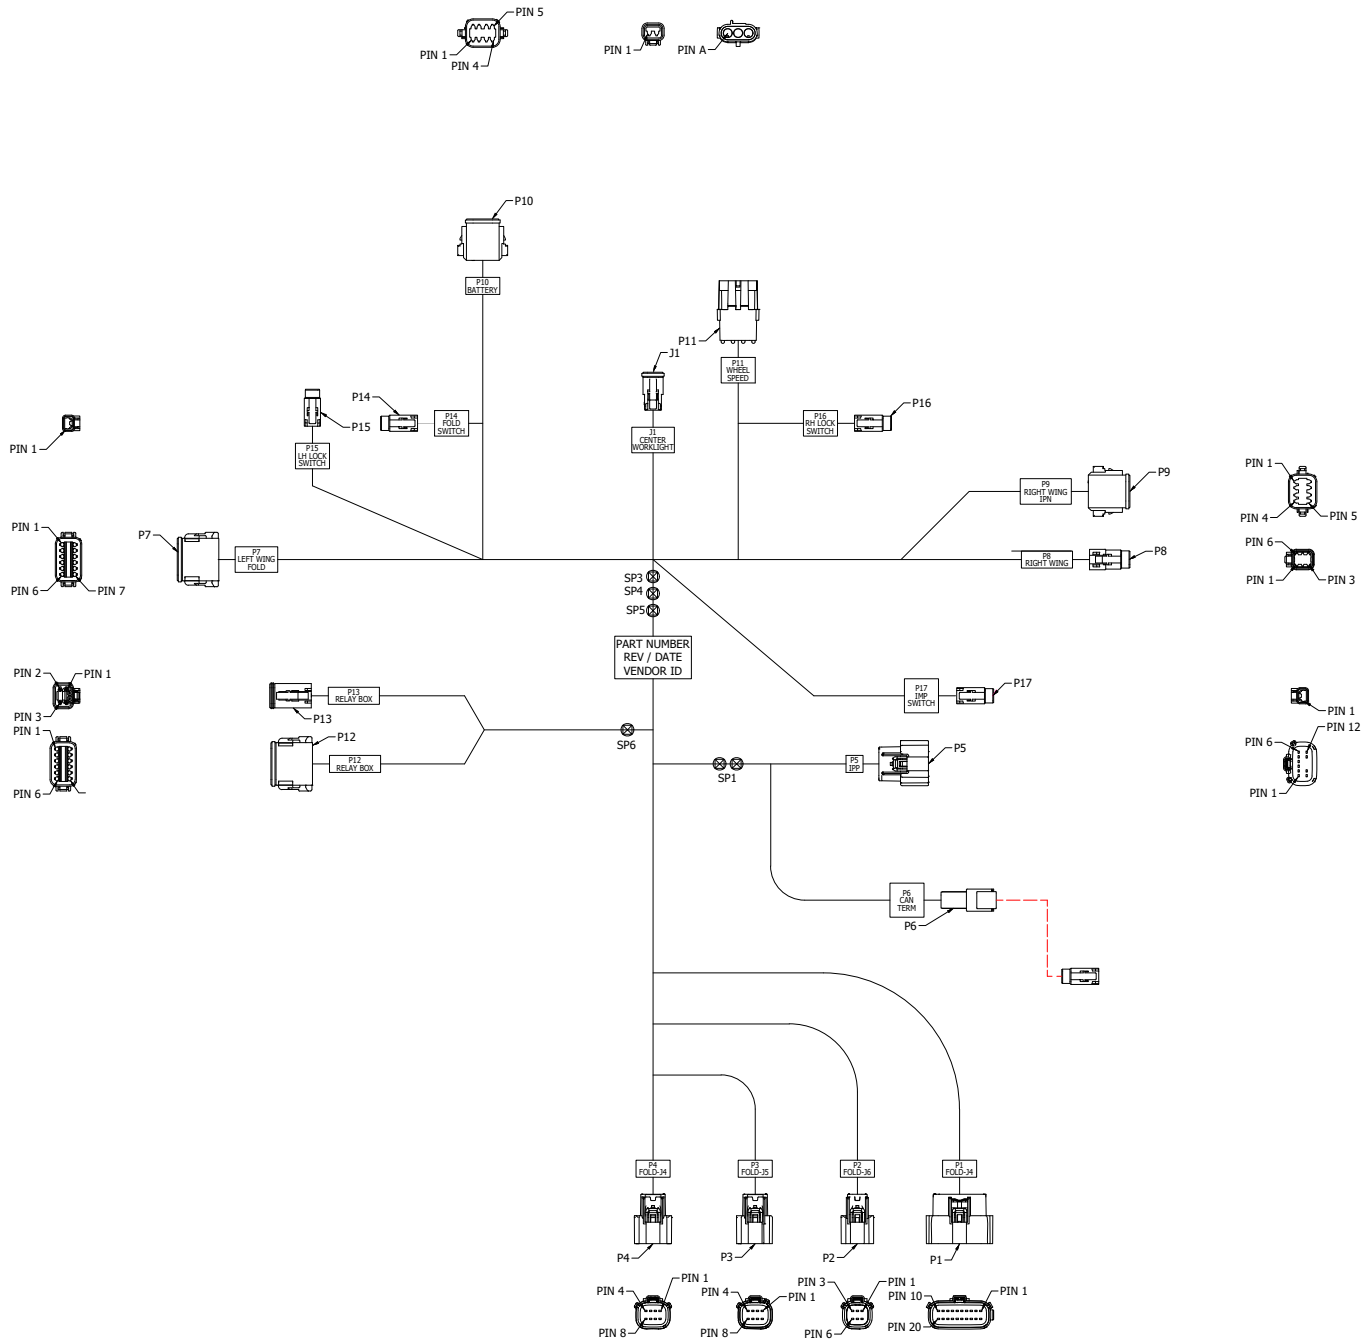 PIN 5
PIN 1
PIN 4
PIN 1
PIN A
P10
P10
BATTERY
P11
J1
P11
WHEEL
SPEED
P14
P15
P14
FOLD
SWITCH
P16
RH LOCK
SWITCH
P16
PIN 1
P15
LH LOCK
SWITCH
J1
CENTER
WORKLIGHT
PIN 1
PIN 4
PIN 5
P9
RIGHT WING
IPN
P9
PIN 1
PIN 6
PIN 7
P7
P7
LEFT WING
FOLD
P8
RIGHT WING
P8
PIN 6
PIN 1
PIN 3
SP3
SP4
SP5
PART NUMBER
REV / DATE
VENDOR ID
PIN 2
PIN 1
PIN 3
P13
RELAY BOX
P13
P17
IMP
SWITCH
P17
PIN 1
PIN 1
PIN 6
P12
P12
RELAY BOX
SP6
SP1
P5
IPP
P5
PIN 12
PIN 6
PIN 1
P6
CAN
TERM
P6
P4
FOLD-J4
P3
FOLD-J5
P2
FOLD-J6
P1
FOLD-J4
P4
P3
P2
P1
PIN 4
PIN 1
PIN 8
PIN 4
PIN 1
PIN 8
PIN 3
PIN 1
PIN 6
PIN 10
PIN 1
PIN 20